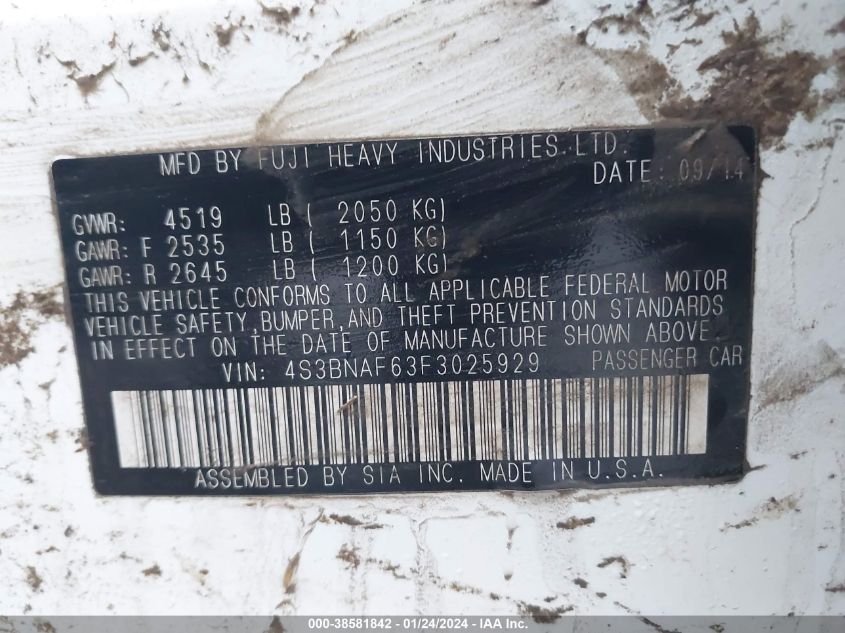 MFD BY FUJI HEAVY INDUSTRIES LTD.
DATE: 09/14
GVWR: 4519 LB ( 2050 KG)
GAWR: F 2535 LB ( 1150 KG)
GAWR: R 2645 LB ( 1200 KG)
THIS VEHICLE CONFORMS TO ALL APPLICABLE FEDERAL MOTOR
VEHICLE SAFETY,BUMPER,AND THEFT PREVENTION STANDARDS
IN EFFECT ON THE DATE OF MANUFACTURE SHOWN ABOVE.
VIN: 4S3BNAF63F3025929 PASSENGER CAR
ASSEMBLED BY SIA INC. MADE IN U.S.A.
000-38581842 - 01/24/2024 - IAA Inc.